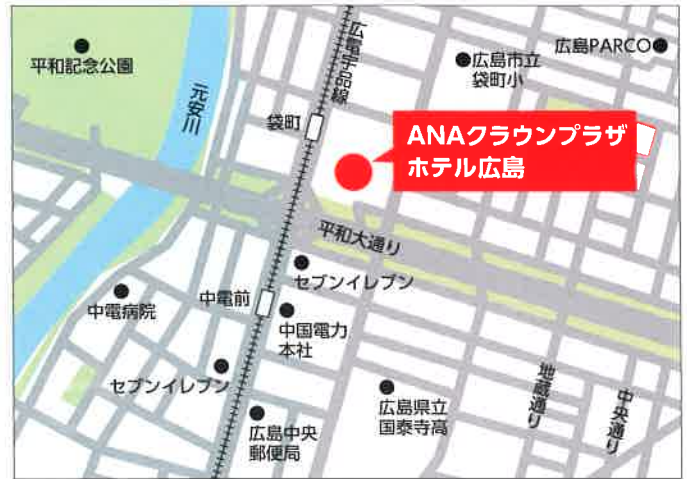 平和記念公園
元安川
広電宇品線
袋町
広島市立
袋町小
広島PARCO
ANAクラウンプラザ
ホテル広島
平和大通り
セブンイレブン
中電前
中電病院
中国電力
本社
セブンイレブン
広島中央
郵便局
広島県立
国泰寺高
地蔵通り
中央通り